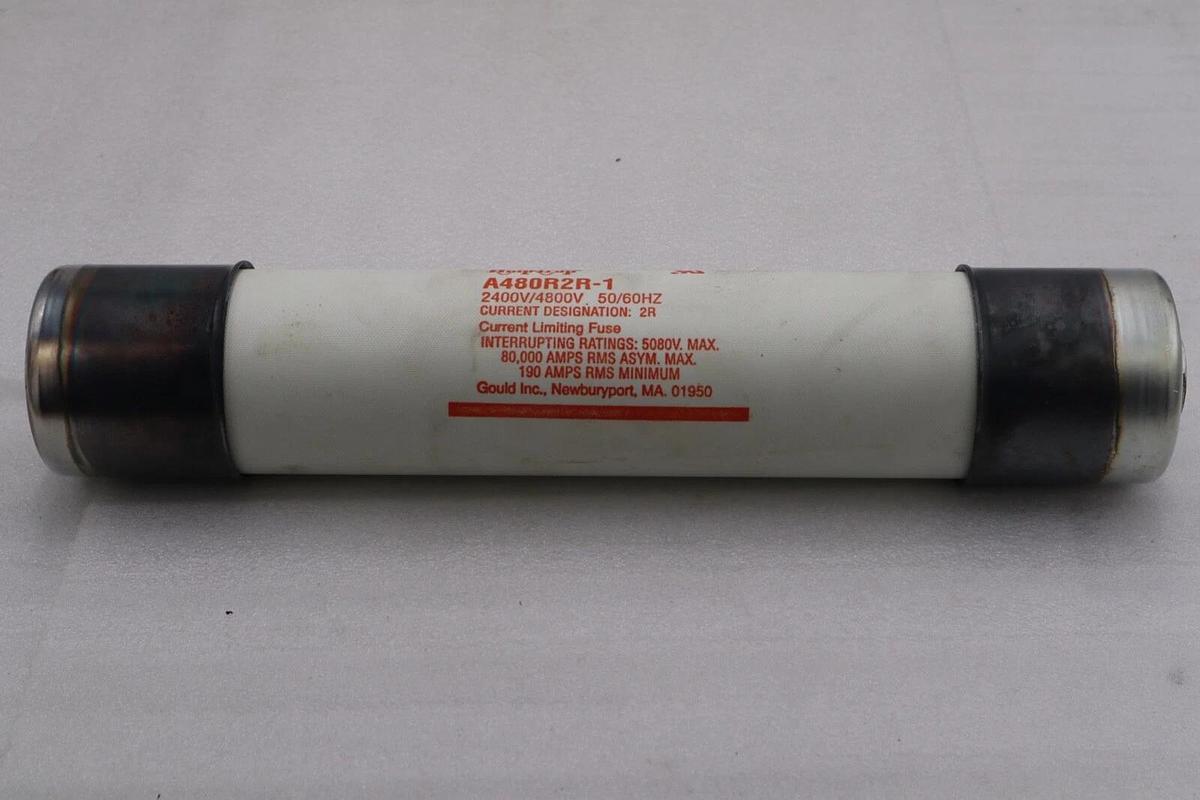 A480R2R-1
2400V/4800V 50/60HZ
CURRENT DESIGNATION: 2R
Current Limiting Fuse
INTERRUPTING RATINGS: 5080V. MAX.
80,000 AMPS RMS ASYM. MAX.
190 AMPS RMS MINIMUM
Gould Inc., Newburyport, MA. 01950